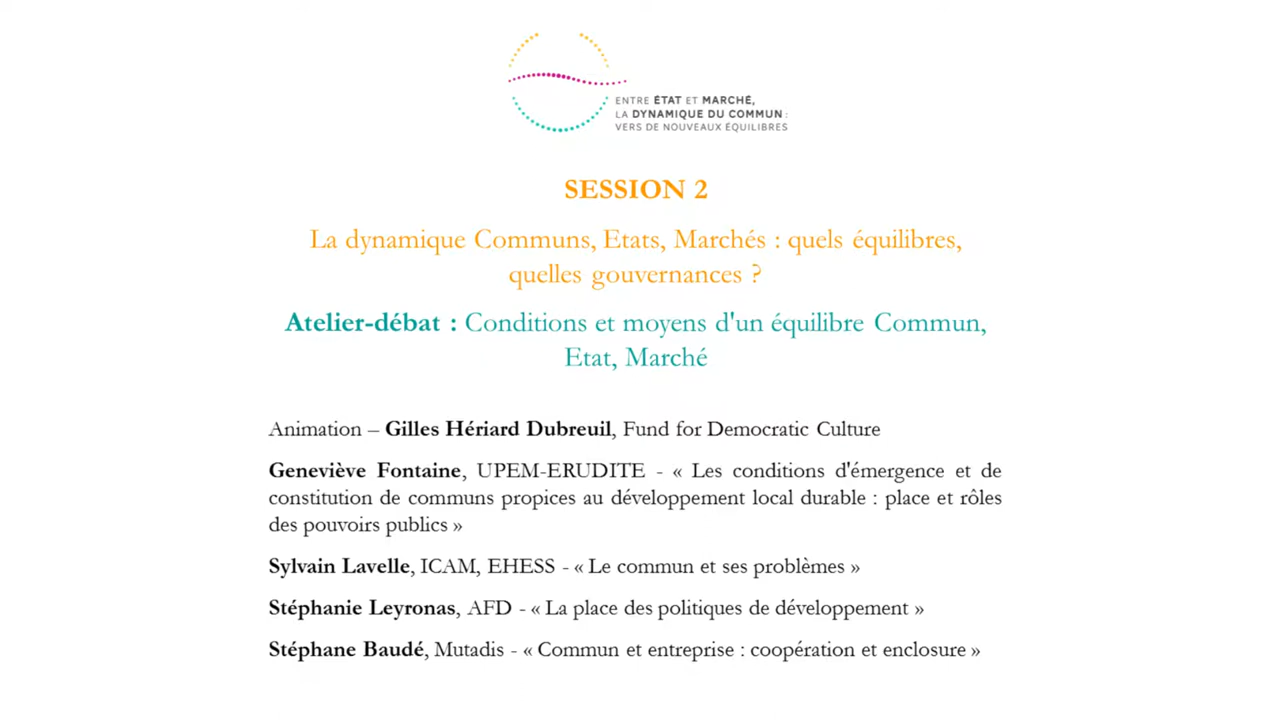 ENTRE ÉTAT ET MARCHÉ,
LA DYNAMIQUE DU COMMUN :
VERS DE NOUVEAUX ÉQUILIBRES
SESSION 2
La dynamique Communs, Etats, Marchés : quels équilibres,
quelles gouvernances ?
Atelier-débat : Conditions et moyens d'un équilibre Commun,
Etat, Marché
Animation – Gilles Hériard Dubreuil, Fund for Democratic Culture
Geneviève Fontaine, UPEM-ERUDITE - « Les conditions d'émergence et de
constitution de communs propices au développement local durable : place et rôles
des pouvoirs publics »
Sylvain Lavelle, ICAM, EHESS - « Le commun et ses problèmes »
Stéphanie Leyronas, AFD - « La place des politiques de développement »
Stéphane Baudé, Mutadis - « Commun et entreprise : coopération et enclosure »